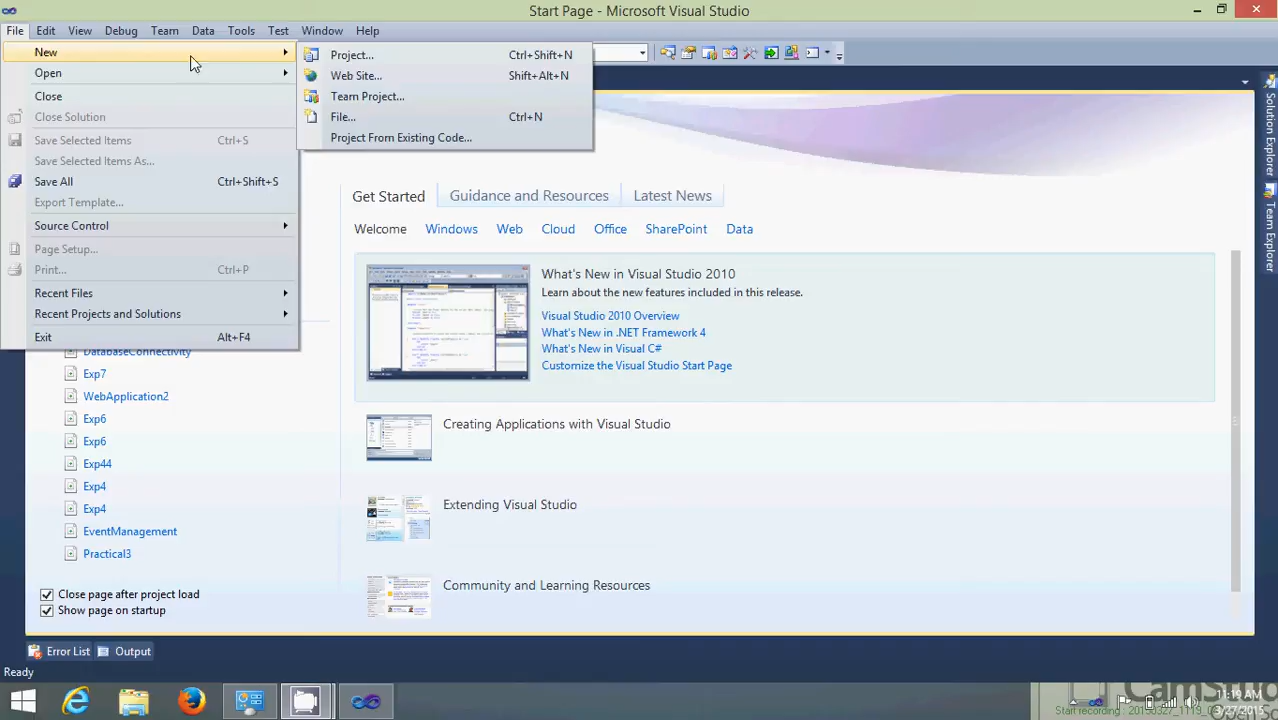 Start Page - Microsoft Visual Studio
File Edit View Debug Team Data Tools Test Window Help
New
Open
Close
Close Solution
Save Selected Items Ctrl+S
Save Selected Items As...
Save All Ctrl+Shift+S
Export Template...
Source Control
Page Setup...
Print... Ctrl+P
Recent Files
Recent Projects and Solutions
Exit Alt+F4
Project... Ctrl+Shift+N
Web Site... Shift+Alt+N
Team Project...
File... Ctrl+N
Project From Existing Code...
DatabaseConnectivity
Exp7
WebApplication2
Exp6
Exp6
Exp44
Exp4
EventManagement
Practical3
Close page after project load
Show page on startup
Get Started Guidance and Resources Latest News
Welcome Windows Web Cloud Office SharePoint Data
What's New in Visual Studio 2010
Learn about the new features included in this release.
Visual Studio 2010 Overview
What's New in .NET Framework 4
What's New in Visual C#
Customize the Visual Studio Start Page
Creating Applications with Visual Studio
Extending Visual Studio
Community and Learning Resources
Solution Explorer
Team Explorer
Error List Output
Ready
11:19 AM
3/27/2015